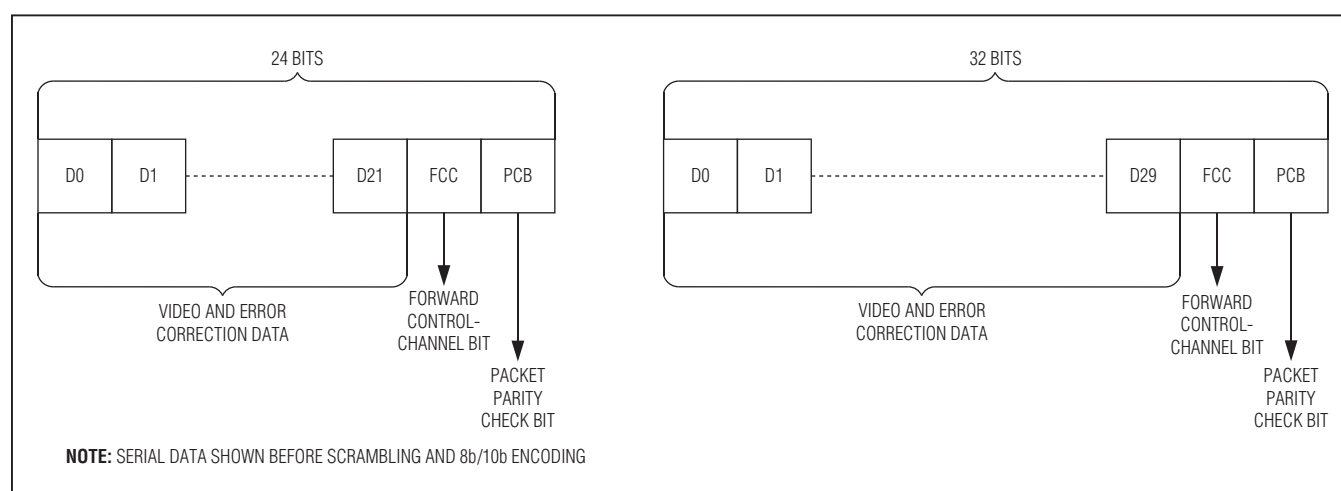 24 BITS
D0 D1 D21 FCC PCB
VIDEO AND ERROR
CORRECTION DATA
FORWARD
CONTROL-
CHANNEL BIT
PACKET
PARITY
CHECK BIT
32 BITS
D0 D1 D29 FCC PCB
VIDEO AND ERROR
CORRECTION DATA
FORWARD
CONTROL-
CHANNEL BIT
PACKET
PARITY
CHECK BIT
NOTE: SERIAL DATA SHOWN BEFORE SCRAMBLING AND 8b/10b ENCODING